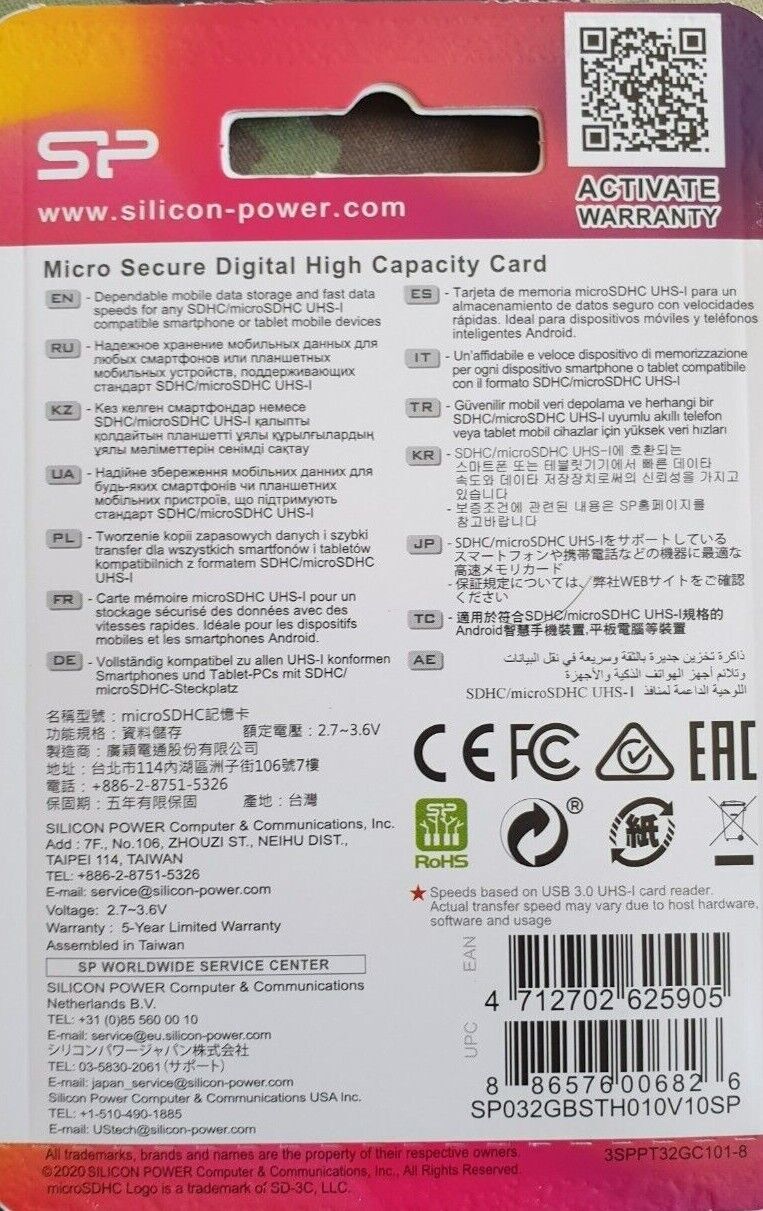 SP
www.silicon-power.com
ACTIVATE
WARRANTY
Micro Secure Digital High Capacity Card
EN - Dependable mobile data storage and fast data
speeds for any SDHC/microSDHC UHS-I
compatible smartphone or tablet mobile devices
RU - Надежное хранение мобильных данных для
любых смартфонов или планшетных
мобильных устройств, поддерживающих
стандарт SDHC/microSDHC UHS-I
KZ - Кез келген смартфондар немесе
SDHC/microSDHC UHS-I қалыпты
қолдайтын планшетті ұялы құрылғылардың
ұялы мәліметтерін сенімді сақтау
UA - Надійне збереження мобільних данних для
будь-яких смартфонів чи планшетних
мобільних пристроїв, що підтримують
стандарт SDHC/microSDHC UHS-I
PL - Tworzenie kopii zapasowych danych i szybki
transfer dla wszystkich smartfonów i tabletów
kompatibilnich z formatem SDHC/microSDHC
UHS-I
FR - Carte mémoire microSDHC UHS-I pour un
stockage sécurisé des données avec des
vitesses rapides. Idéale pour les dispositifs
mobiles et les smartphones Android.
DE - Vollständig kompatibel zu allen UHS-I konformen
Smartphones und Tablet-PCs mit SDHC/
microSDHC-Steckplatz
ES - Tarjeta de memoria microSDHC UHS-I para un
almacenamiento de datos seguro con velocidades
rápidas. Ideal para dispositivos móviles y teléfonos
inteligentes Android.
IT - Un'affidabile e veloce dispositivo di memorizzazione
per ogni dispositivo smartphone o tablet compatibile
con il formato SDHC/microSDHC UHS-I
TR - Güvenilir mobil veri depolama ve herhangi bir
SDHC/microSDHC UHS-I uyumlu akıllı telefon
veya tablet mobil cihazlar için yüksek veri hızları
KR - SDHC/microSDHC UHS-I에 호환되는
스마트폰 또는 테블릿기기에서 빠른 데이타
속도와 데이타 저장장치로써의 신뢰성을 가지고
있습니다
- 보증조건에 관련된 내용은 SP홈페이지를
참고바랍니다
JP - SDHC/microSDHC UHS-Iをサポートしている
スマートフォンや携帯電話などの機器に最適な
高速メモリカード
- 保証規定については、弊社WEBサイトをご確認
ください
TC - 適用於符合SDHC/microSDHC UHS-I規格的
Android智慧手機裝置,平板電腦等裝置
AE ذاكرة تخزين جديرة بالثقة وسريعة في نقل البيانات
وتلائم أجهز الهواتف الذكية والأجهزة
اللوحية الداعمة لمنافذ SDHC/microSDHC UHS-I
名稱型號：microSDHC記憶卡
功能規格：資料儲存 額定電壓：2.7~3.6V
製造商：廣穎電通股份有限公司
地址：台北市114內湖區洲子街106號7樓
電話：+886-2-8751-5326
保固期：五年有限保固 產地：台灣
SILICON POWER Computer & Communications, Inc.
Add : 7F., No.106, ZHOUZI ST., NEIHU DIST.,
TAIPEI 114, TAIWAN
TEL: +886-2-8751-5326
E-mail: service@silicon-power.com
Voltage: 2.7~3.6V
Warranty : 5-Year Limited Warranty
Assembled in Taiwan
SP WORLDWIDE SERVICE CENTER
SILICON POWER Computer & Communications
Netherlands B.V.
TEL: +31 (0)85 560 00 10
E-mail: service@eu.silicon-power.com
シリコンパワージャパン株式会社
TEL: 03-5830-2061(サポート)
E-mail: japan_service@silicon-power.com
Silicon Power Computer & Communications USA Inc.
TEL: +1-510-490-1885
E-mail: UStech@silicon-power.com
CE FC EAC
SP
RoHS
®
紙
★ Speeds based on USB 3.0 UHS-I card reader.
Actual transfer speed may vary due to host hardware,
software and usage
EAN
4 712702 625905
UPC
8 86576 00682 6
SP032GBSTH010V10SP
All trademarks, brands and names are the property of their respective owners.
©2020 SILICON POWER Computer & Communications, Inc., All Rights Reserved.
microSDHC Logo is a trademark of SD-3C, LLC.
3SPPT32GC101-8